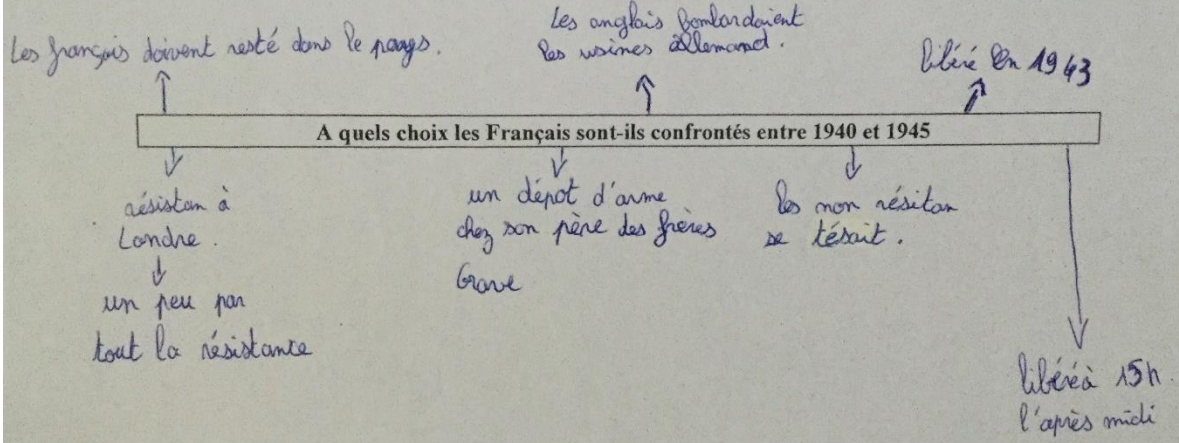 Les français doivent resté dans le pays.
Les anglais bombardaient
les usines allemand.
libéré en 1943
A quels choix les Français sont-ils confrontés entre 1940 et 1945
résistan à
Londre.
un peu par
tout la résistance
un dépot d'arme
chez son père des frères
Grave
les non résitan
se tésait.
libéré à 15h
l'après midi